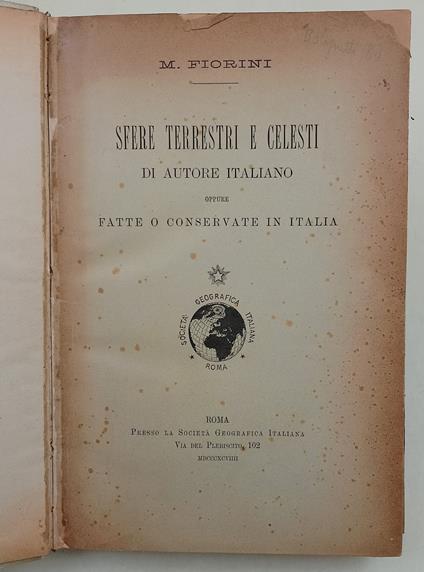 M. FIORINI
SFERE TERRESTRI E CELESTI
DI AUTORE ITALIANO
OPPURE
FATTE O CONSERVATE IN ITALIA
SOCIETÀ GEOGRAFICA ITALIANA
ROMA
ROMA
PRESSO LA SOCIETÀ GEOGRAFICA ITALIANA
VIA DEL PLEBISCITO, 102
MDCCCXCVIIII